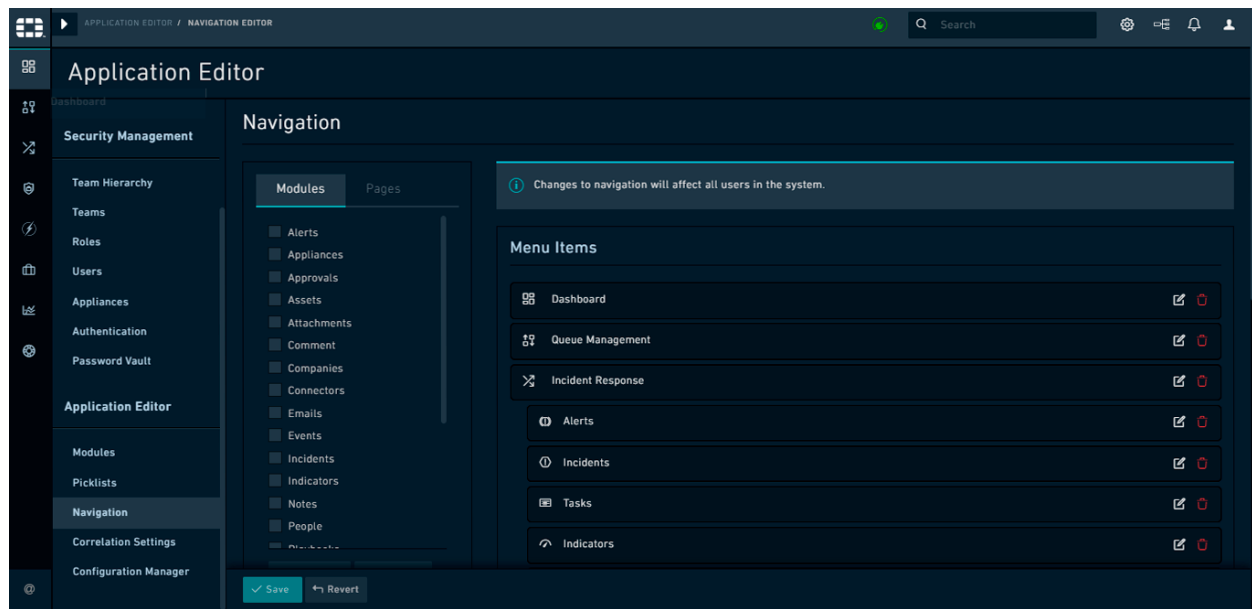 APPLICATION EDITOR / NAVIGATION EDITOR
Search
Application Editor
Dashboard
Security Management
Team Hierarchy
Teams
Roles
Users
Appliances
Authentication
Password Vault
Application Editor
Modules
Picklists
Navigation
Correlation Settings
Configuration Manager
@
Navigation
Modules Pages
Alerts
Appliances
Approvals
Assets
Attachments
Comment
Companies
Connectors
Emails
Events
Incidents
Indicators
Notes
People
Playbooks
Changes to navigation will affect all users in the system.
Menu Items
Dashboard
Queue Management
Incident Response
Alerts
Incidents
Tasks
Indicators
Save Revert